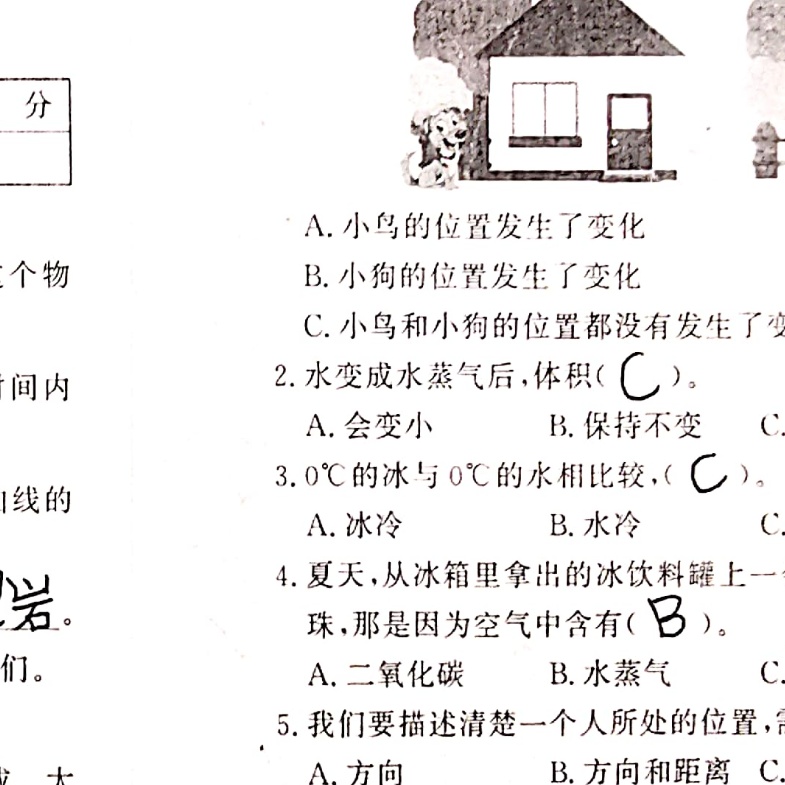 分
个物
间内
线的
岩。
们。
大
A. 小鸟的位置发生了变化
B. 小狗的位置发生了变化
C. 小鸟和小狗的位置都没有发生了变
2. 水变成水蒸气后,体积( C )。
A. 会变小 B. 保持不变 C.
3. 0℃的冰与0℃的水相比较,( C )。
A. 冰冷 B. 水冷 C.
4. 夏天,从冰箱里拿出的冰饮料罐上一
珠,那是因为空气中含有( B )。
A. 二氧化碳 B. 水蒸气 C.
5. 我们要描述清楚一个人所处的位置,
A. 方向 B. 方向和距离 C.